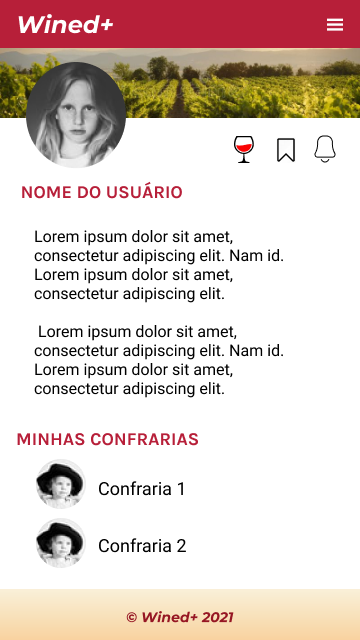 Wined+
NOME DO USUÁRIO
Lorem ipsum dolor sit amet,
consectetur adipiscing elit. Nam id.
Lorem ipsum dolor sit amet,
consectetur adipiscing elit.
Lorem ipsum dolor sit amet,
consectetur adipiscing elit. Nam id.
Lorem ipsum dolor sit amet,
consectetur adipiscing elit.
MINHAS CONFRARIAS
Confraria 1
Confraria 2
© Wined+ 2021